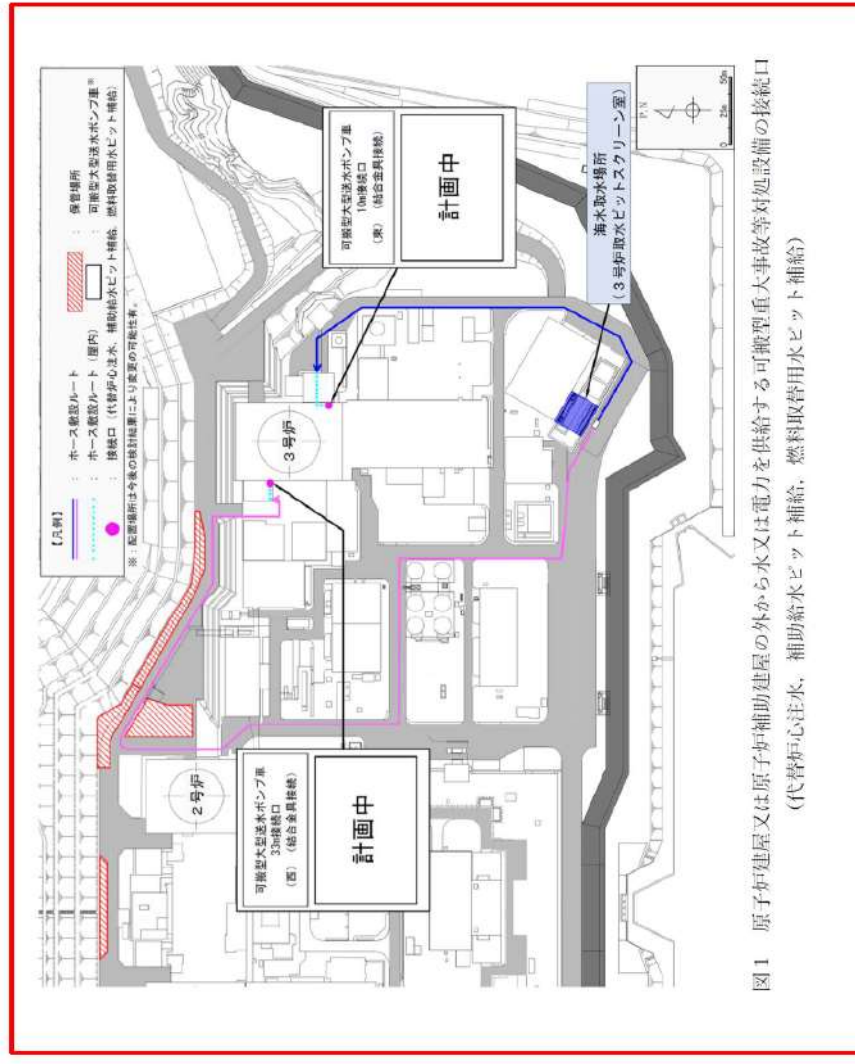 【凡例】
：ホース敷設ルート
：ホース敷設ルート（屋内）
：接続口（代替炉心注水、補助給水ピット補給、燃料取替用水ピット補給）
：保管場所
：可搬型大型送水ポンプ車※
※：配置場所は今後の検討結果により変更の可能性有。
可搬型大型送水ポンプ車
33m接続口
（西）（結合金具接続）
計画中
可搬型大型送水ポンプ車
10m接続口
（東）（結合金具接続）
計画中
2号炉
3号炉
海水取水場所
（3号炉取水ピットスクリーン室）
P.N
0 25m 50m
図1 原子炉建屋又は原子炉補助建屋の外から水又は電力を供給する可搬型重大事故等対処設備の接続口
（代替炉心注水，補助給水ピット補給，燃料取替用水ピット補給）